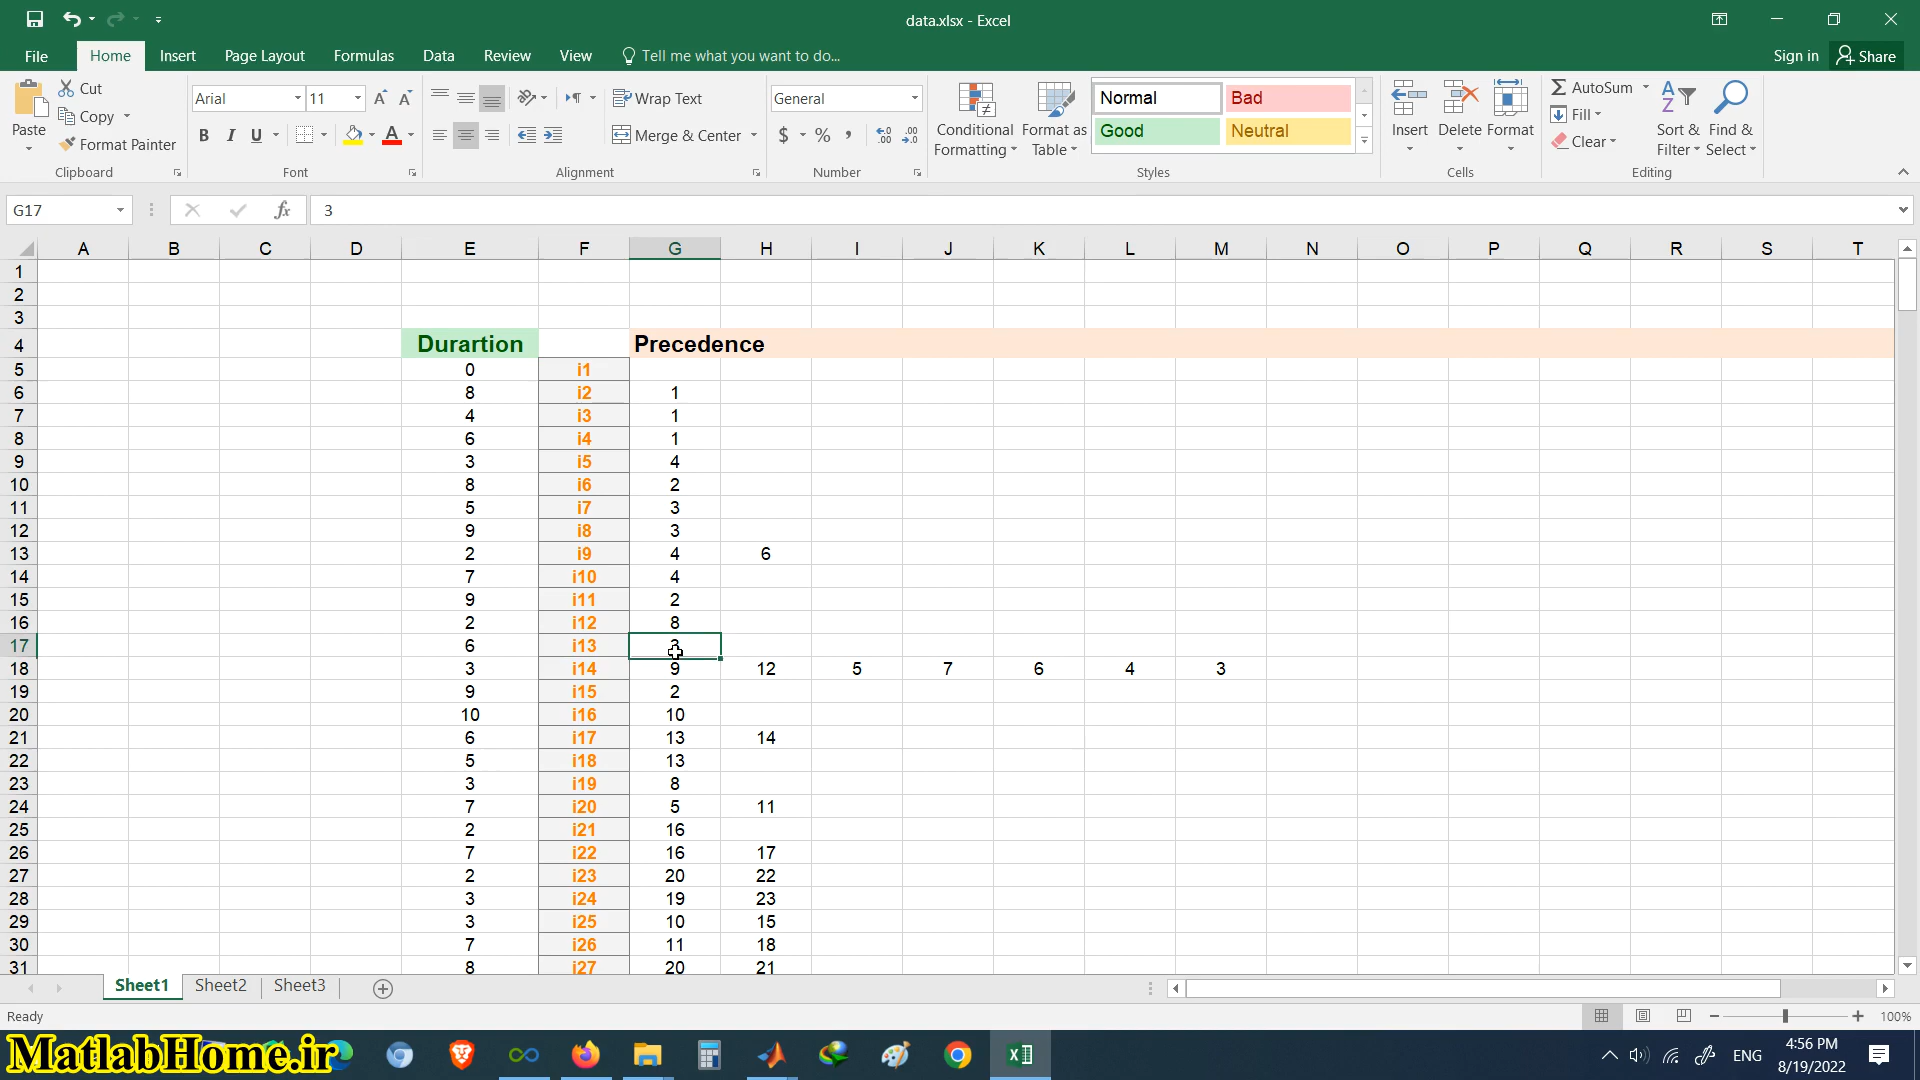 data.xlsx - Excel
File Home Insert Page Layout Formulas Data Review View Tell me what you want to do... Sign in Share
Paste
Cut
Copy
Format Painter
Clipboard
Arial 11
B I U
Font
Wrap Text
Merge & Center
Alignment
General
$ % ,
Number
Conditional Formatting
Format as Table
Normal Bad
Good Neutral
Styles
Insert Delete Format
Cells
AutoSum
Fill
Clear
Sort & Filter
Find & Select
Editing
G17 fx 3
A B C D E F G H I J K L M N O P Q R S T
1
2
3
4 Durartion Precedence
5 0 i1
6 8 i2 1
7 4 i3 1
8 6 i4 1
9 3 i5 4
10 8 i6 2
11 5 i7 3
12 9 i8 3
13 2 i9 4 6
14 7 i10 4
15 9 i11 2
16 2 i12 8
17 6 i13 3
18 3 i14 9 12 5 7 6 4 3
19 9 i15 2
20 10 i16 10
21 6 i17 13 14
22 5 i18 13
23 3 i19 8
24 7 i20 5 11
25 2 i21 16
26 7 i22 16 17
27 2 i23 20 22
28 3 i24 19 23
29 3 i25 10 15
30 7 i26 11 18
31 8 i27 20 21
Sheet1 Sheet2 Sheet3
Ready 100%
MatlabHome.ir
ENG
4:56 PM
8/19/2022